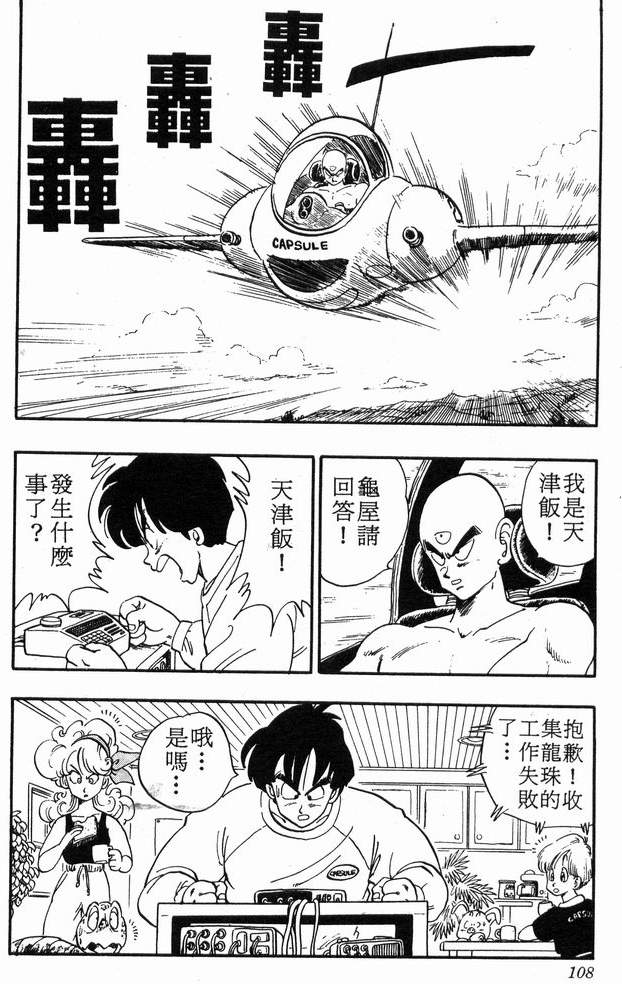 轟
轟
轟
CAPSULE
我是天
津飯！
龜屋請
回答！
天津飯！
發生什麼
事了？
抱歉！收
集龍珠的
工作失敗
了…
哦…
是嗎…
CAPSULE
CAPSU
108